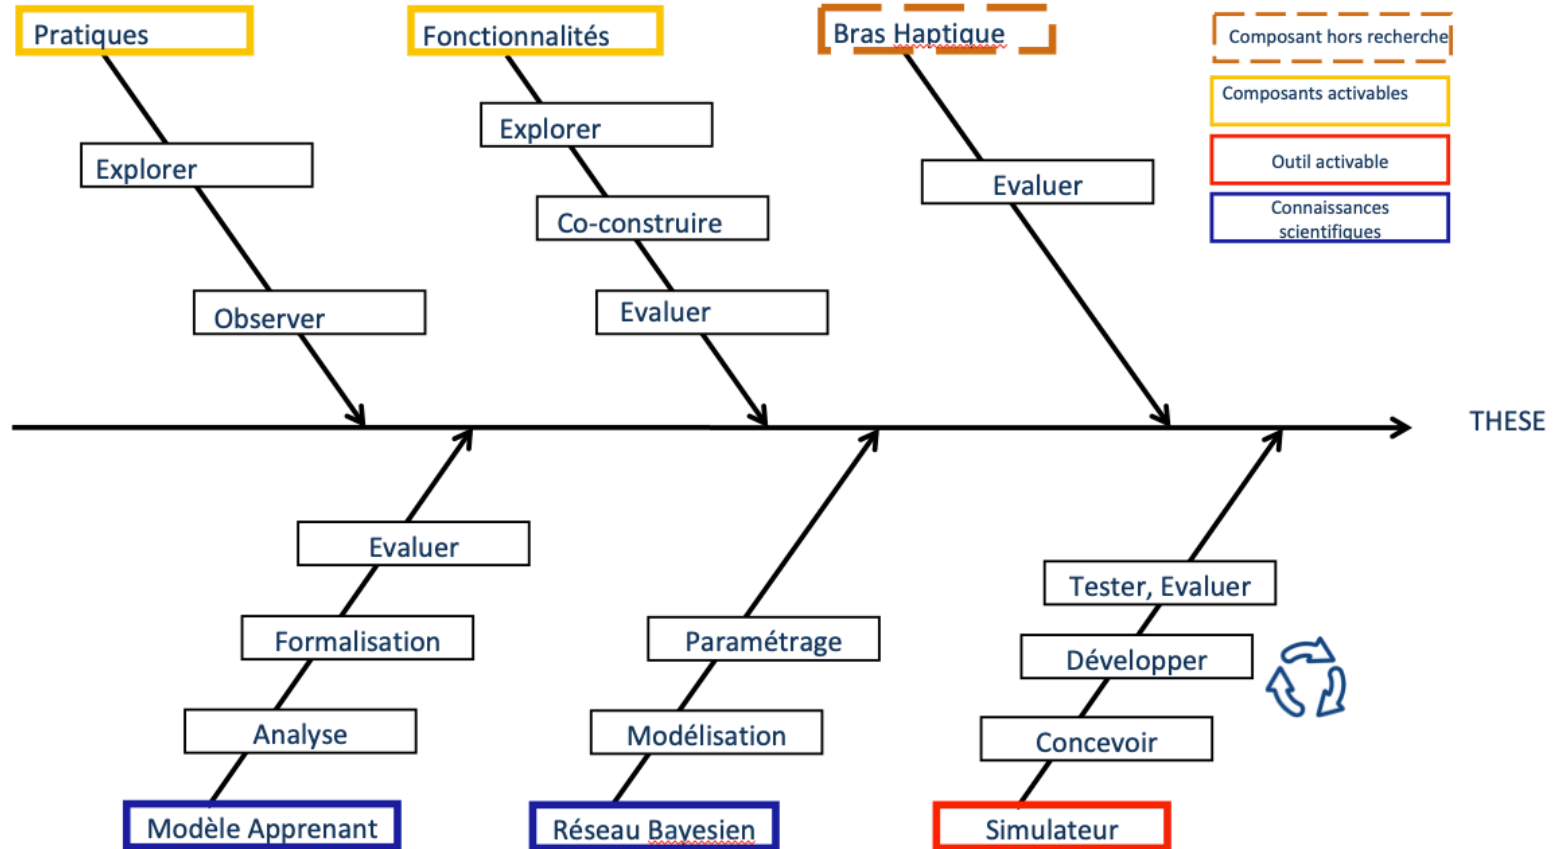 Pratiques
Fonctionnalités
Bras Haptique
Composant hors recherche
Composants activables
Explorer
Explorer
Outil activable
Evaluer
Connaissances
scientifiques
Co-construire
Observer
Evaluer
THESE
Evaluer
Tester, Evaluer
Formalisation
Paramétrage
Développer
Analyse
Modélisation
Concevoir
Modèle Apprenant
Réseau Bayesien
Simulateur